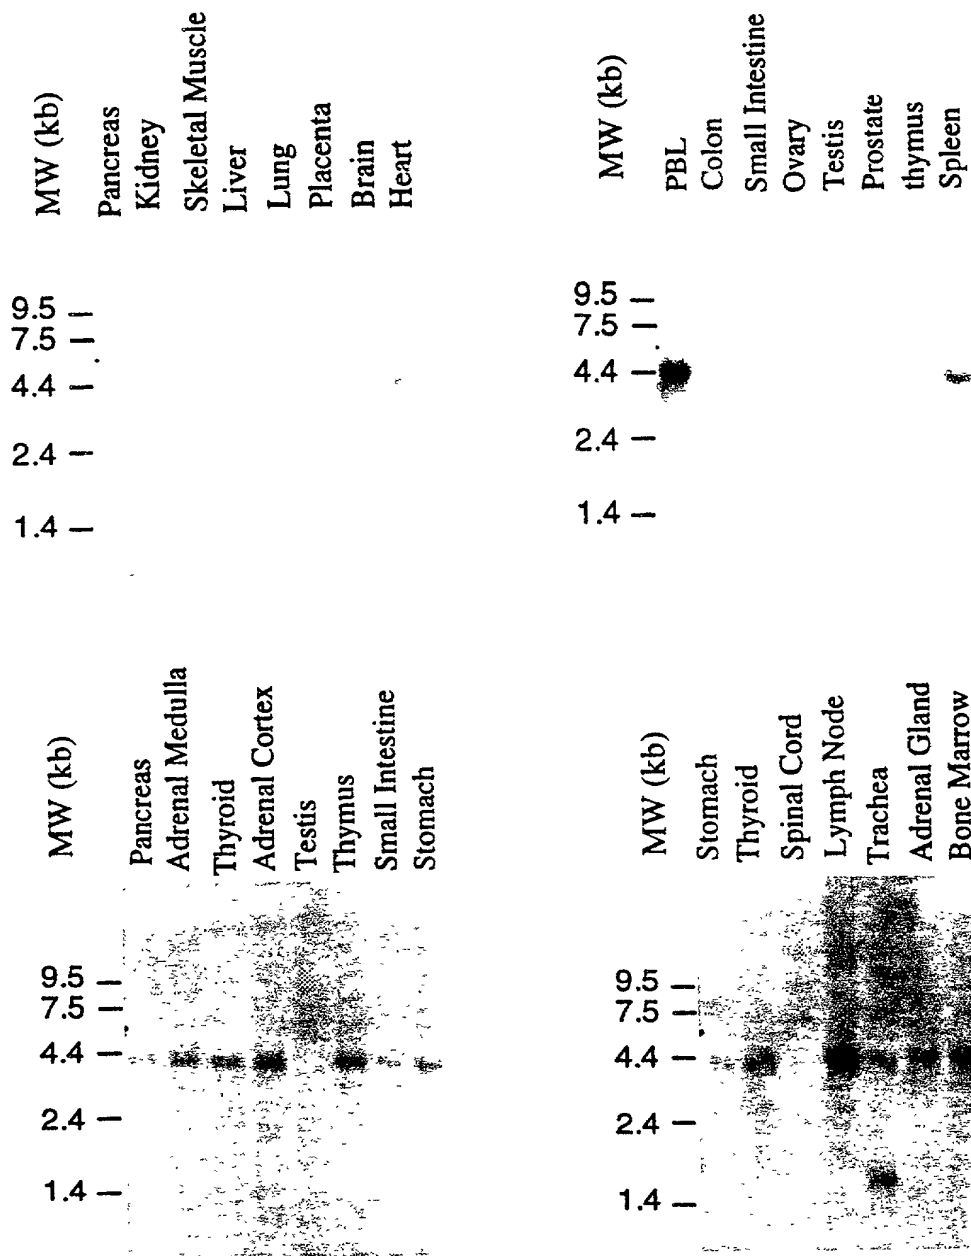 MW (kb)
Pancreas
Kidney
Skeletal Muscle
Liver
Lung
Placenta
Brain
Heart
9.5
7.5
4.4
2.4
1.4
MW (kb)
PBL
Colon
Small Intestine
Ovary
Testis
Prostate
thymus
Spleen
9.5
7.5
4.4
2.4
1.4
MW (kb)
Pancreas
Adrenal Medulla
Thyroid
Adrenal Cortex
Testis
Thymus
Small Intestine
Stomach
9.5
7.5
4.4
2.4
1.4
MW (kb)
Stomach
Thyroid
Spinal Cord
Lymph Node
Trachea
Adrenal Gland
Bone Marrow
9.5
7.5
4.4
2.4
1.4